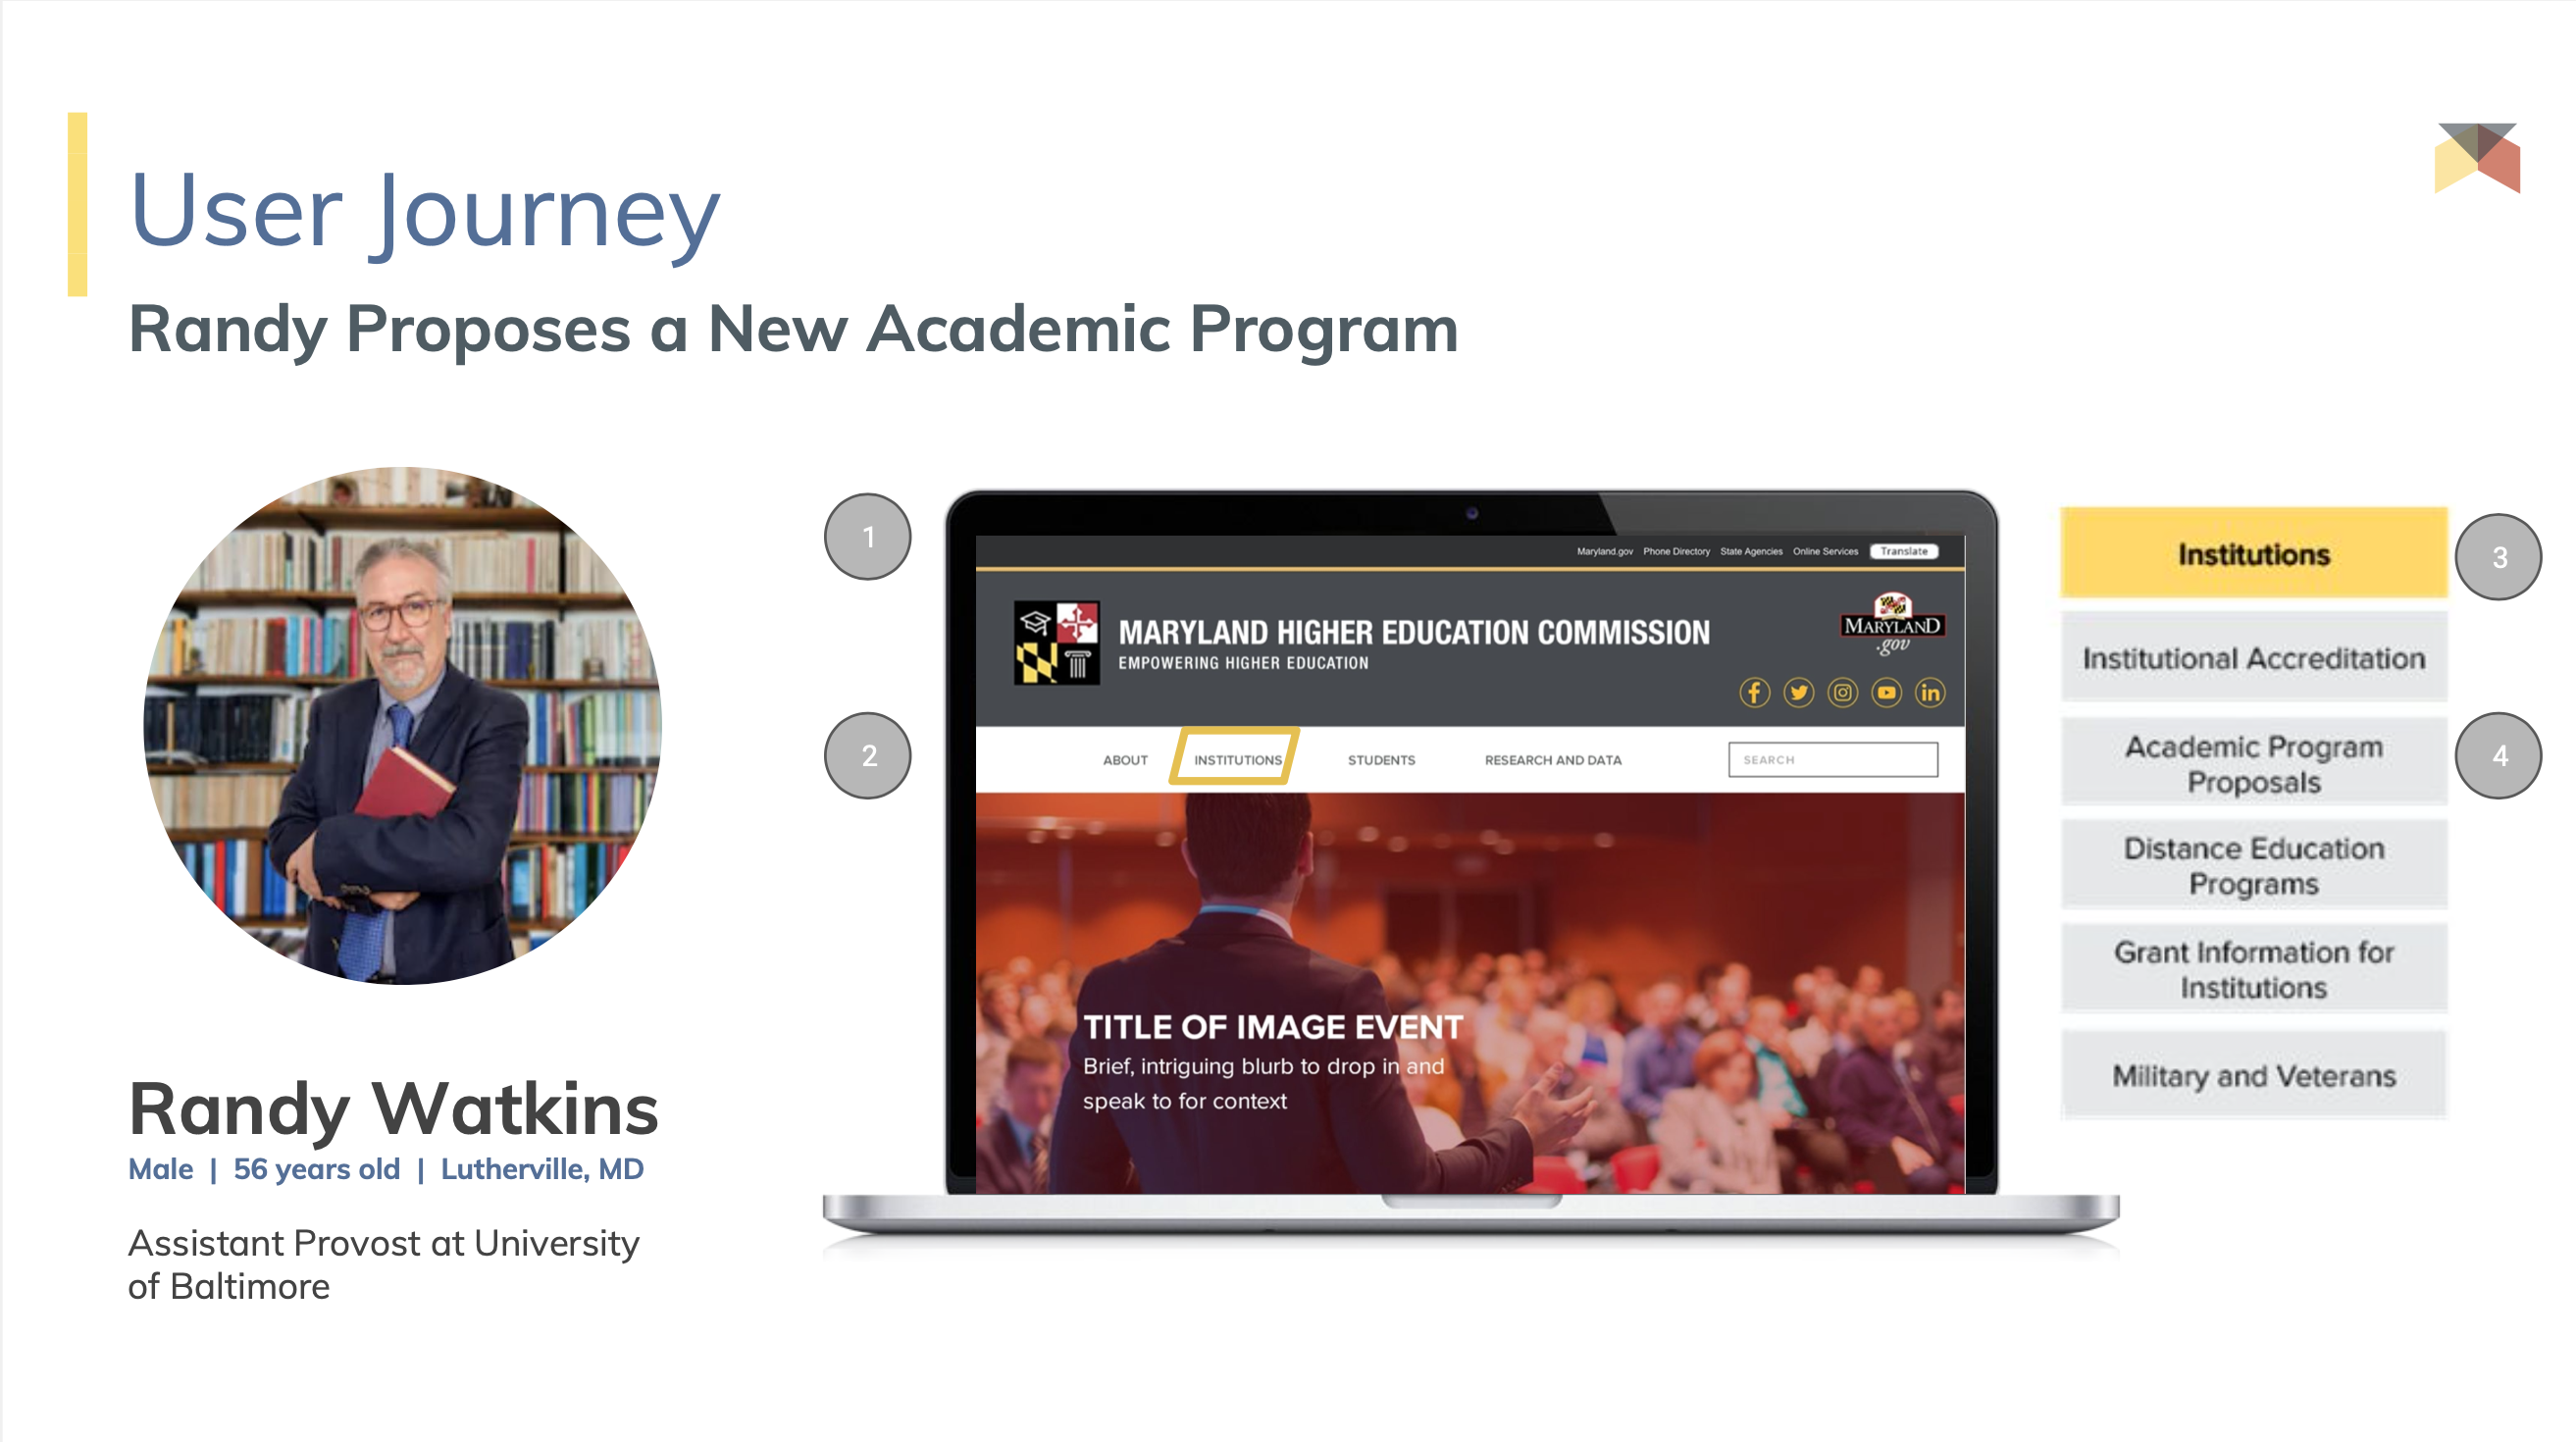 User Journey
Randy Proposes a New Academic Program
Randy Watkins
Male | 56 years old | Lutherville, MD
Assistant Provost at University
of Baltimore
1
2
Maryland.gov Phone Directory State Agencies Online Services Translate
MARYLAND HIGHER EDUCATION COMMISSION
EMPOWERING HIGHER EDUCATION
MARYLAND
.gov
ABOUT INSTITUTIONS STUDENTS RESEARCH AND DATA SEARCH
TITLE OF IMAGE EVENT
Brief, intriguing blurb to drop in and
speak to for context
Institutions
3
Institutional Accreditation
Academic Program
Proposals
4
Distance Education
Programs
Grant Information for
Institutions
Military and Veterans